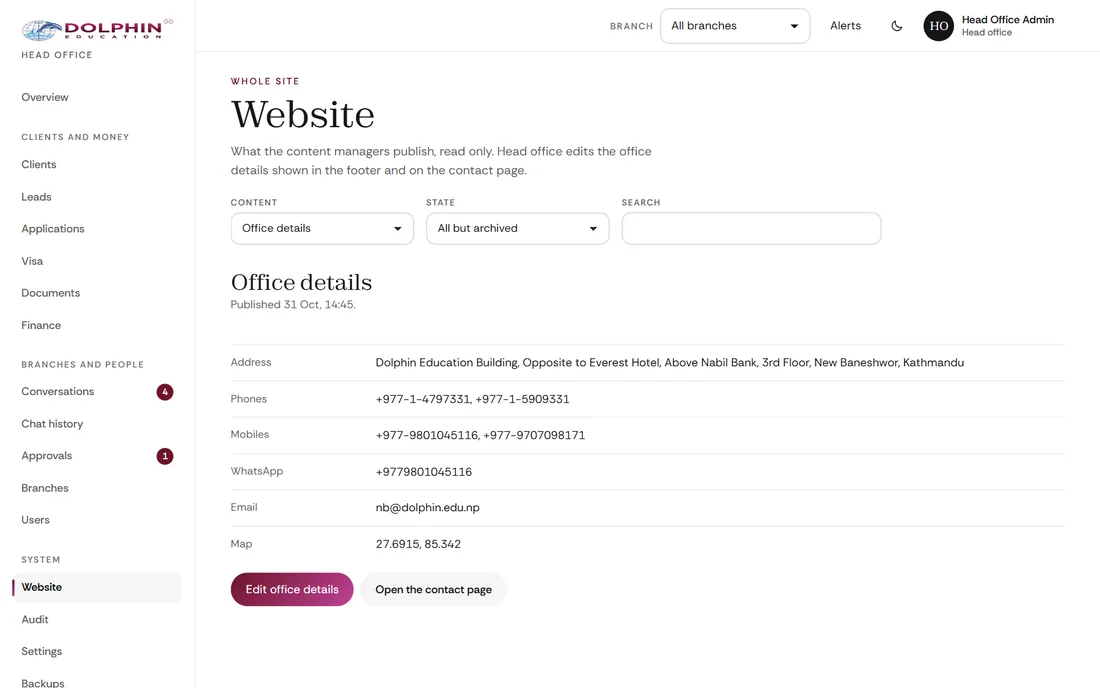 DOLPHIN
EDUCATION
HEAD OFFICE
BRANCH
All branches
Alerts
HO
Head Office Admin
Head office
Overview
CLIENTS AND MONEY
Clients
Leads
Applications
Visa
Documents
Finance
BRANCHES AND PEOPLE
Conversations
4
Chat history
Approvals
1
Branches
Users
SYSTEM
Website
Audit
Settings
Backups
WHOLE SITE
Website
What the content managers publish, read only. Head office edits the office
details shown in the footer and on the contact page.
CONTENT
STATE
SEARCH
Office details
All but archived
Office details
Published 31 Oct, 14:45.
Address
Dolphin Education Building, Opposite to Everest Hotel, Above Nabil Bank, 3rd Floor, New Baneshwor, Kathmandu
Phones
+977-1-4797331, +977-1-5909331
Mobiles
+977-9801045116, +977-9707098171
WhatsApp
+9779801045116
Email
nb@dolphin.edu.np
Map
27.6915, 85.342
Edit office details
Open the contact page